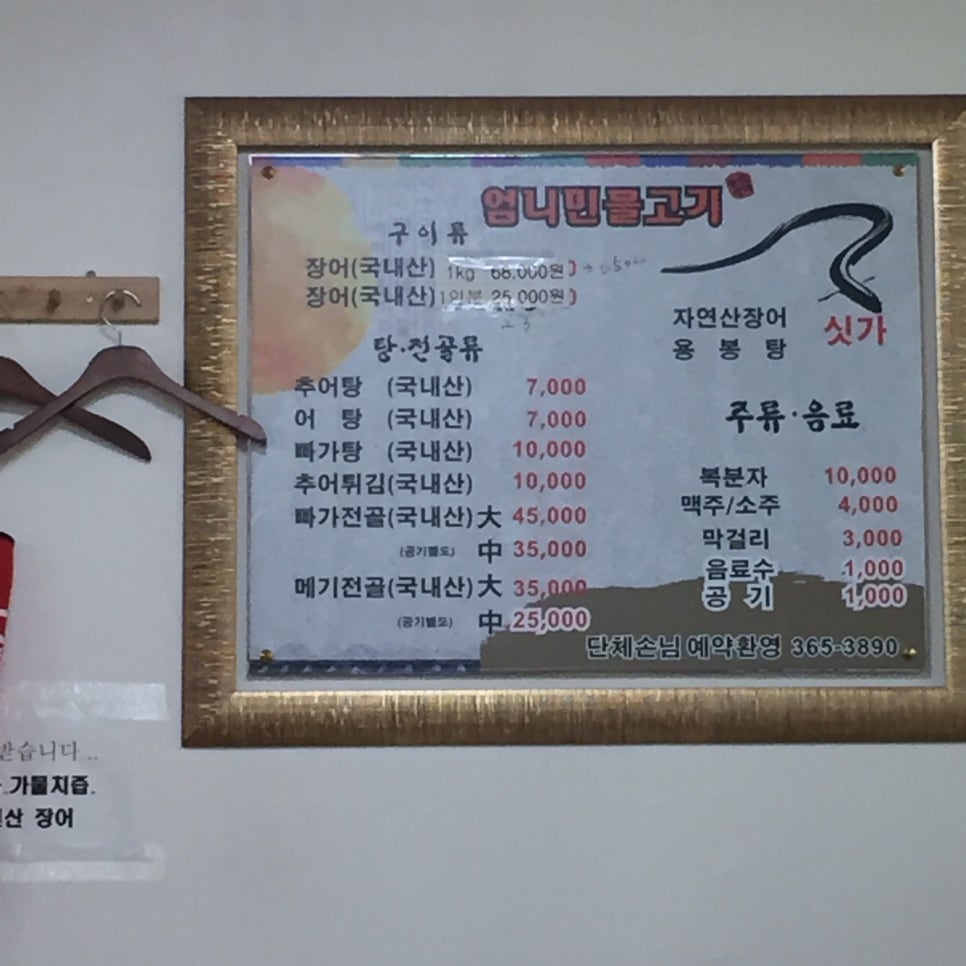 엄니민물고기
구이류
장어(국내산) 1kg 68,000원
장어(국내산) 1인분 25,000원
탕·전골류
추어탕 (국내산) 7,000
어 탕 (국내산) 7,000
빠가탕 (국내산) 10,000
추어튀김(국내산) 10,000
빠가전골(국내산) 大 45,000
(공기별도) 中 35,000
메기전골(국내산) 大 35,000
(공기별도) 中 25,000
자연산장어
용 봉 탕
싯가
주류·음료
복분자 10,000
맥주/소주 4,000
막걸리 3,000
음료수 1,000
공 기 1,000
단체손님 예약환영 365-3890
받습니다..
가물치즙.
산 장어